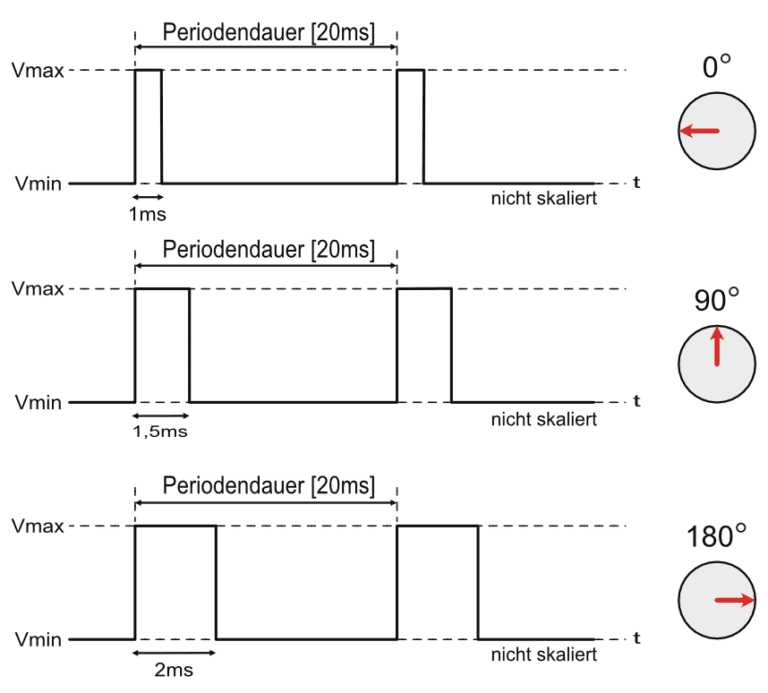 Periodendauer [20ms]
0°
Vmax
Vmin
t
nicht skaliert
1ms
Periodendauer [20ms]
Vmax
90°
Vmin
t
nicht skaliert
1,5ms
Periodendauer [20ms]
Vmax
180°
Vmin
t
nicht skaliert
2ms